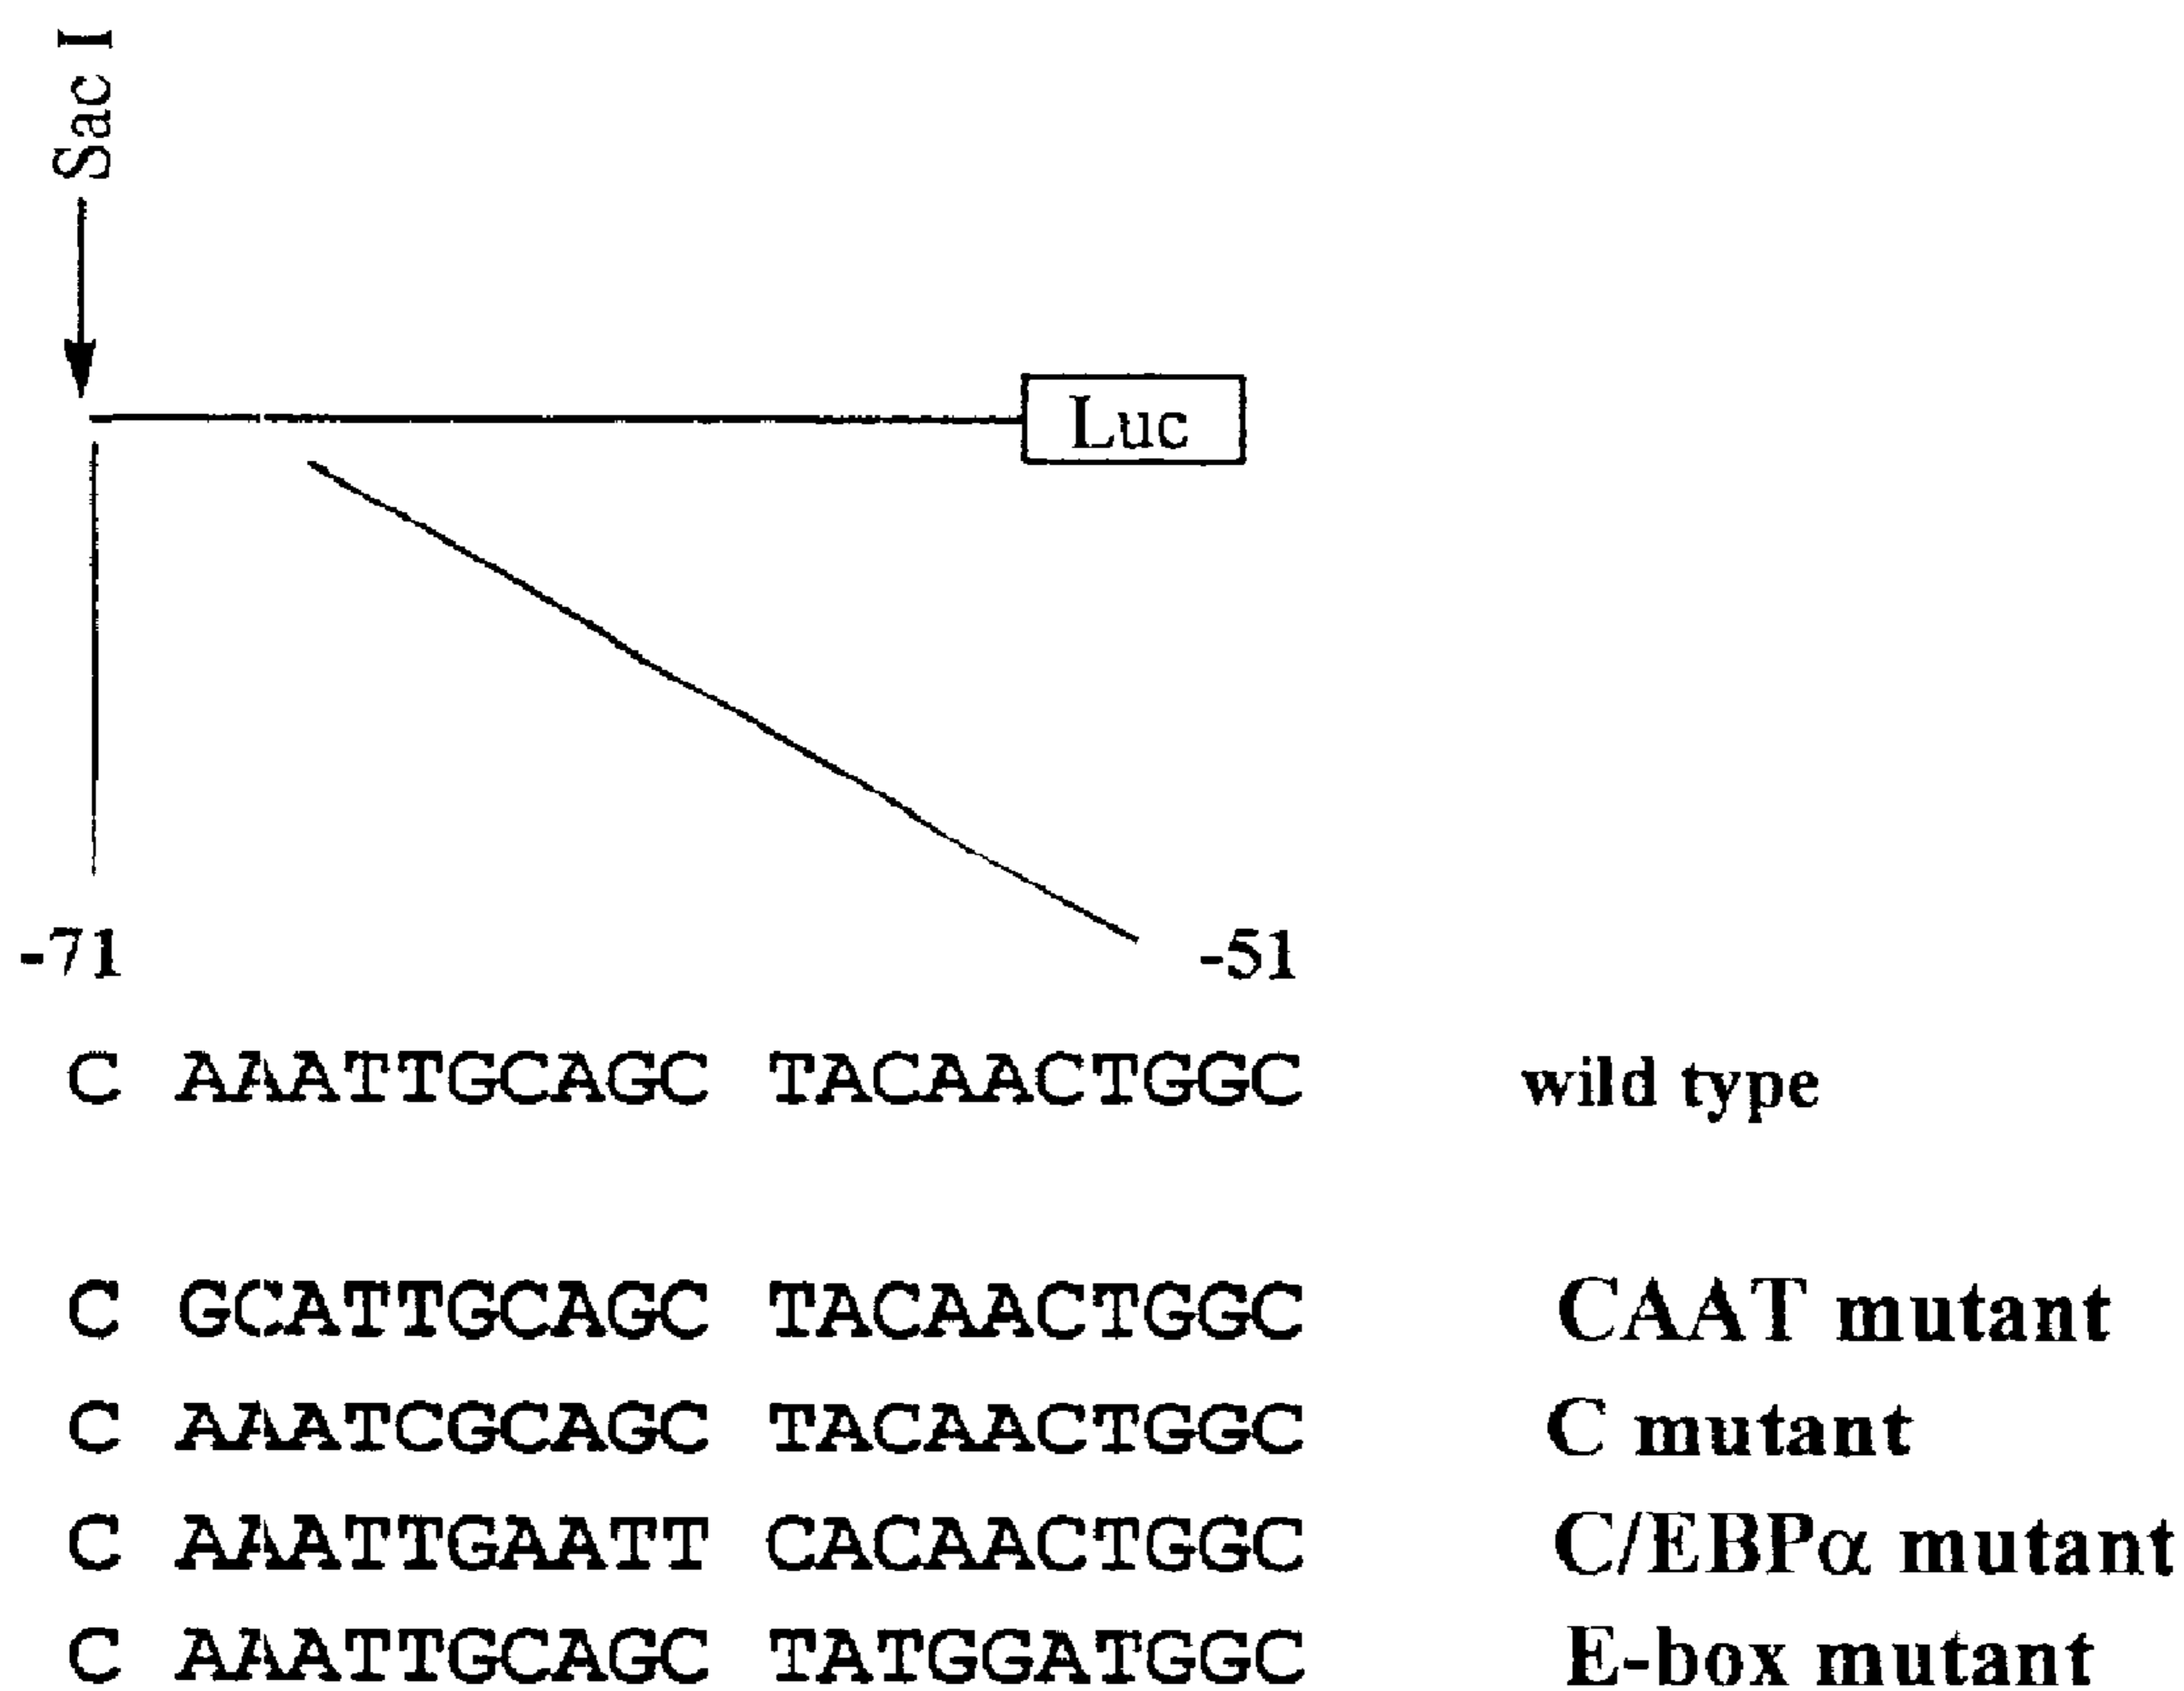 Sac I
Luc
-71 -51
C AAATTGCAGC TACAACTGGC wild type
C GCATTGCAGC TACAACTGGC CAAT mutant
C AAATCGCAGC TACAACTGGC C mutant
C AAATTGAATT CACAACTGGC C/EBPα mutant
C AAATTGCAGC TATGGATGGC E-box mutant